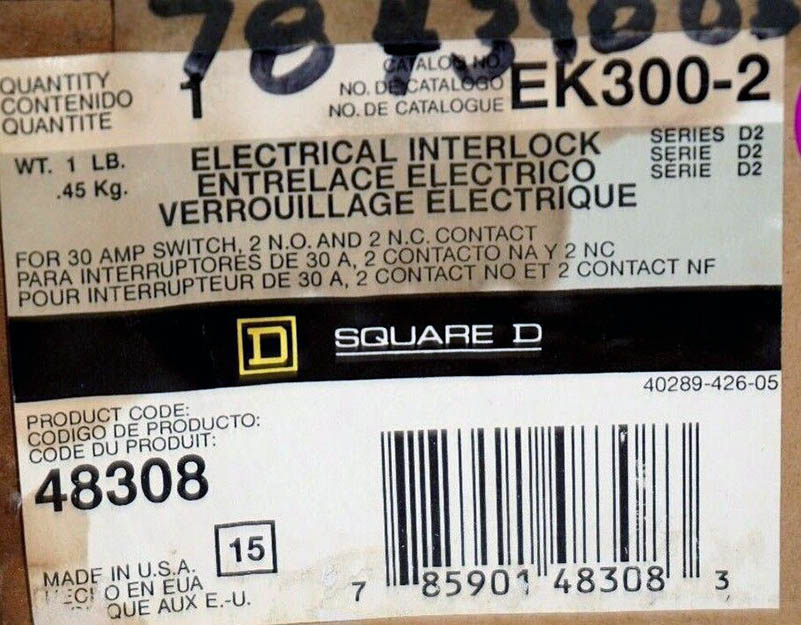 QUANTITY
CONTENIDO
QUANTITE
1
CATALOG NO.
NO. DE CATALOGO
NO. DE CATALOGUE
EK300-2
WT. 1 LB.
.45 Kg.
ELECTRICAL INTERLOCK
ENTRELACE ELECTRICO
VERROUILLAGE ELECTRIQUE
SERIES D2
SERIE D2
SERIE D2
FOR 30 AMP SWITCH, 2 N.O. AND 2 N.C. CONTACT
PARA INTERRUPTORES DE 30 A, 2 CONTACTO NA Y 2 NC
POUR INTERRUPTEUR DE 30 A, 2 CONTACT NO ET 2 CONTACT NF
D SQUARE D
40289-426-05
PRODUCT CODE:
CODIGO DE PRODUCTO:
CODE DU PRODUIT:
48308
15
MADE IN U.S.A.
O EN EUA
QUE AUX E.-U.
7 85901 48308 3